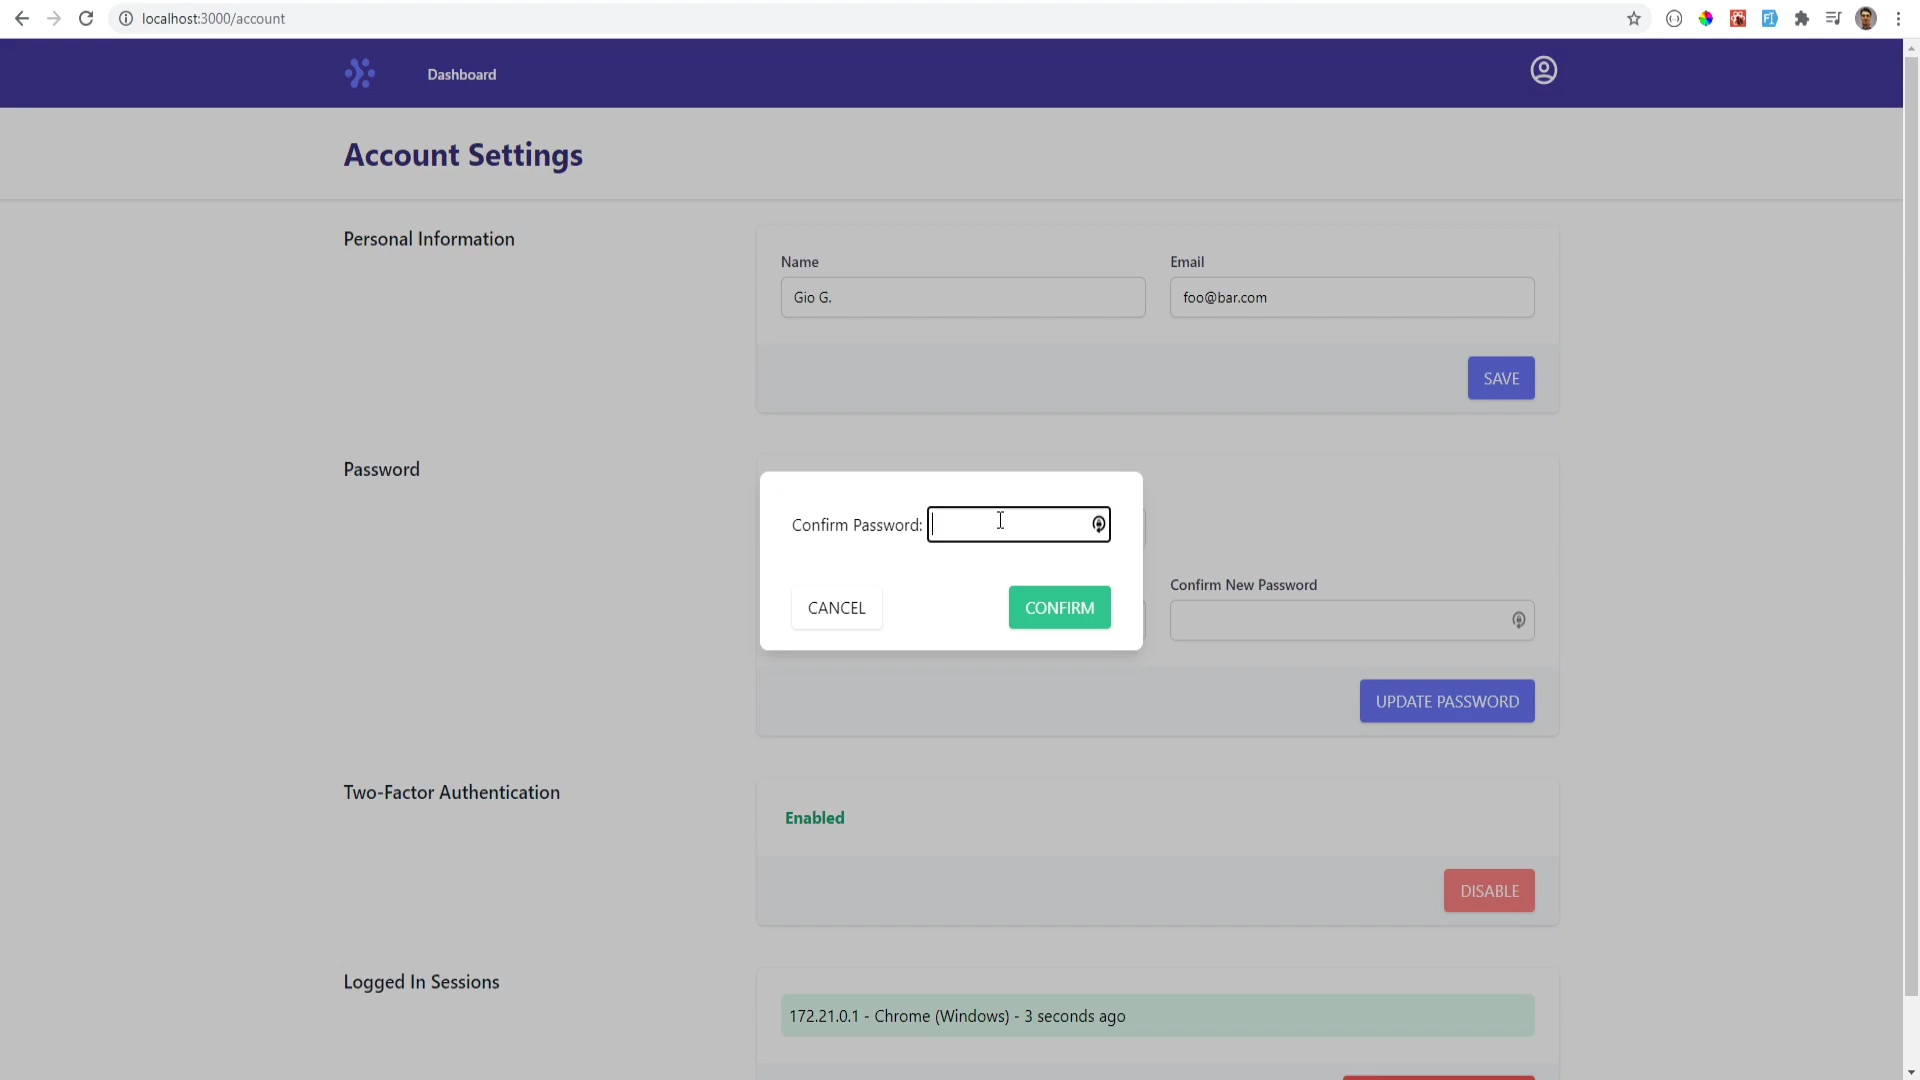 localhost:3000/account
Dashboard
Account Settings
Personal Information
Name
Email
Gio G.
foo@bar.com
SAVE
Password
Confirm Password:
CANCEL
CONFIRM
Confirm New Password
UPDATE PASSWORD
Two-Factor Authentication
Enabled
DISABLE
Logged In Sessions
172.21.0.1 - Chrome (Windows) - 3 seconds ago